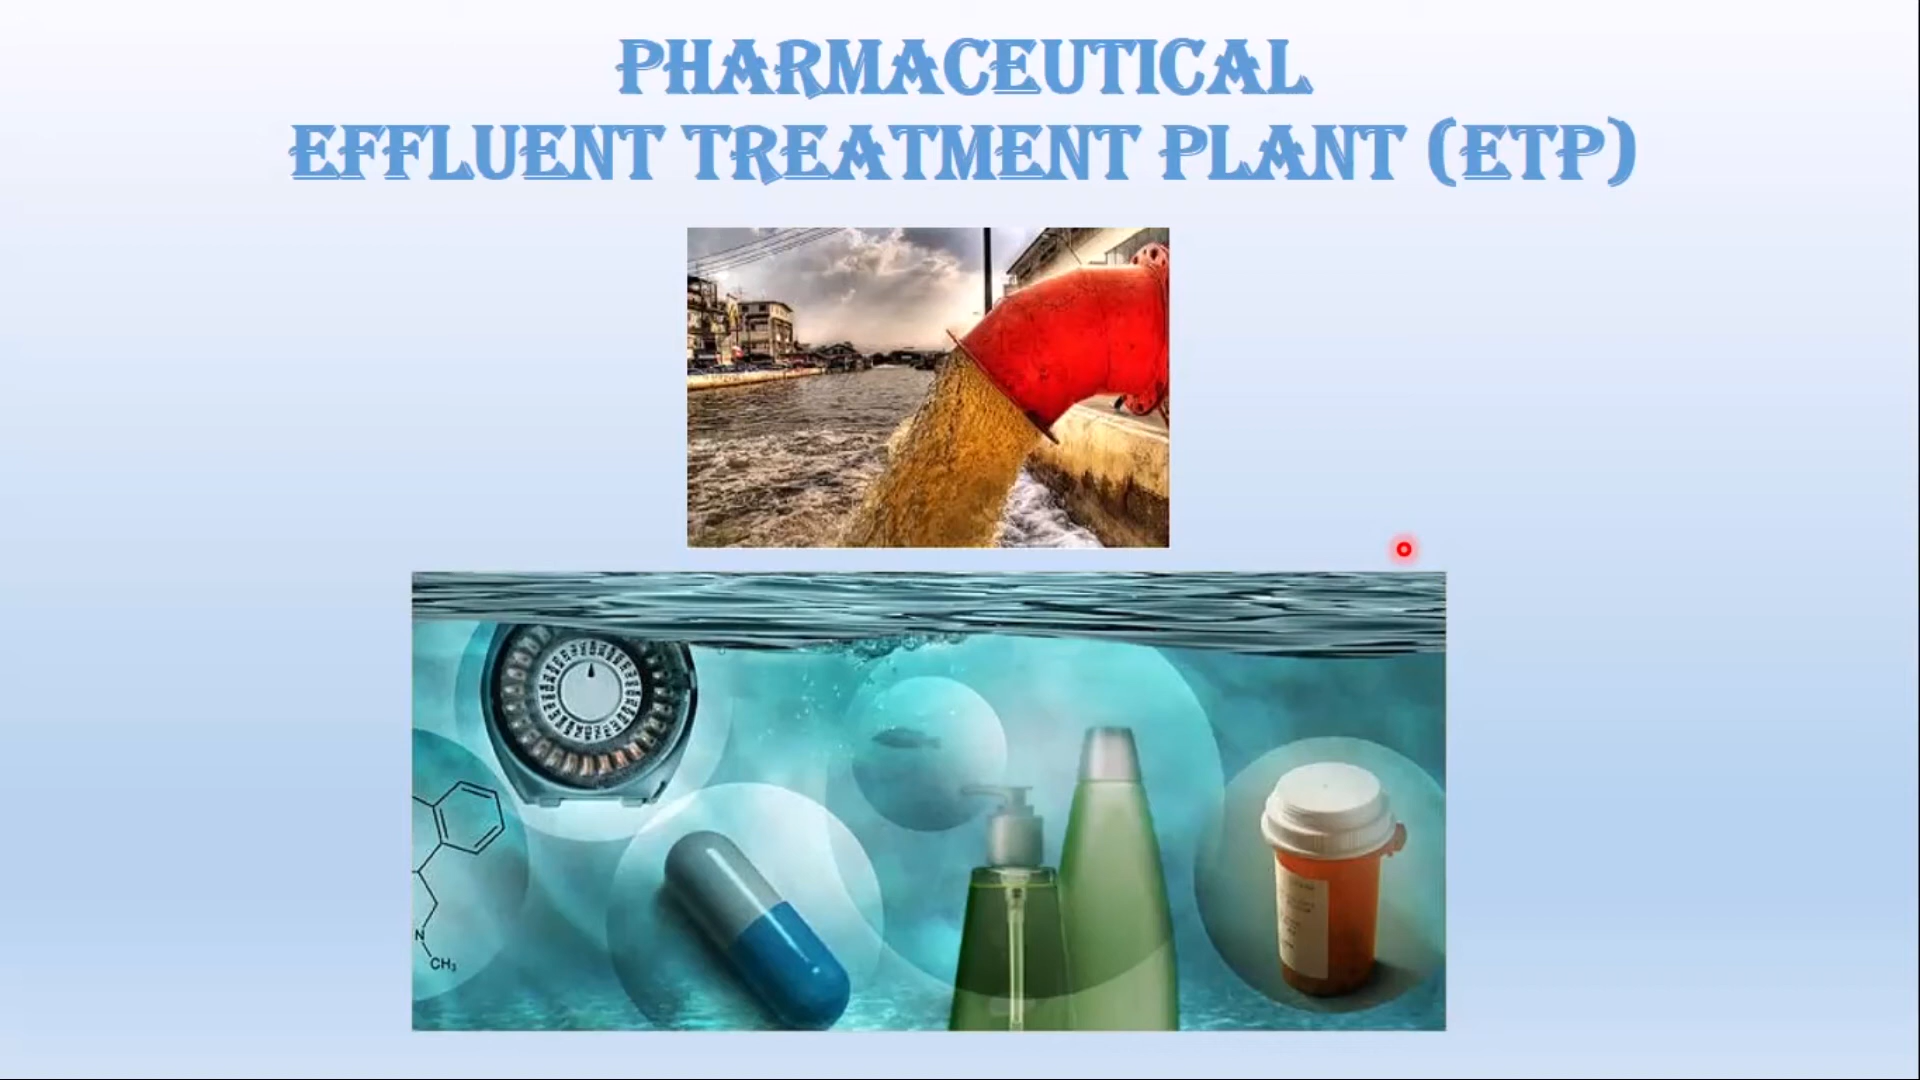 PHARMACEUTICAL
EFFLUENT TREATMENT PLANT (ETP)
N
CH₃